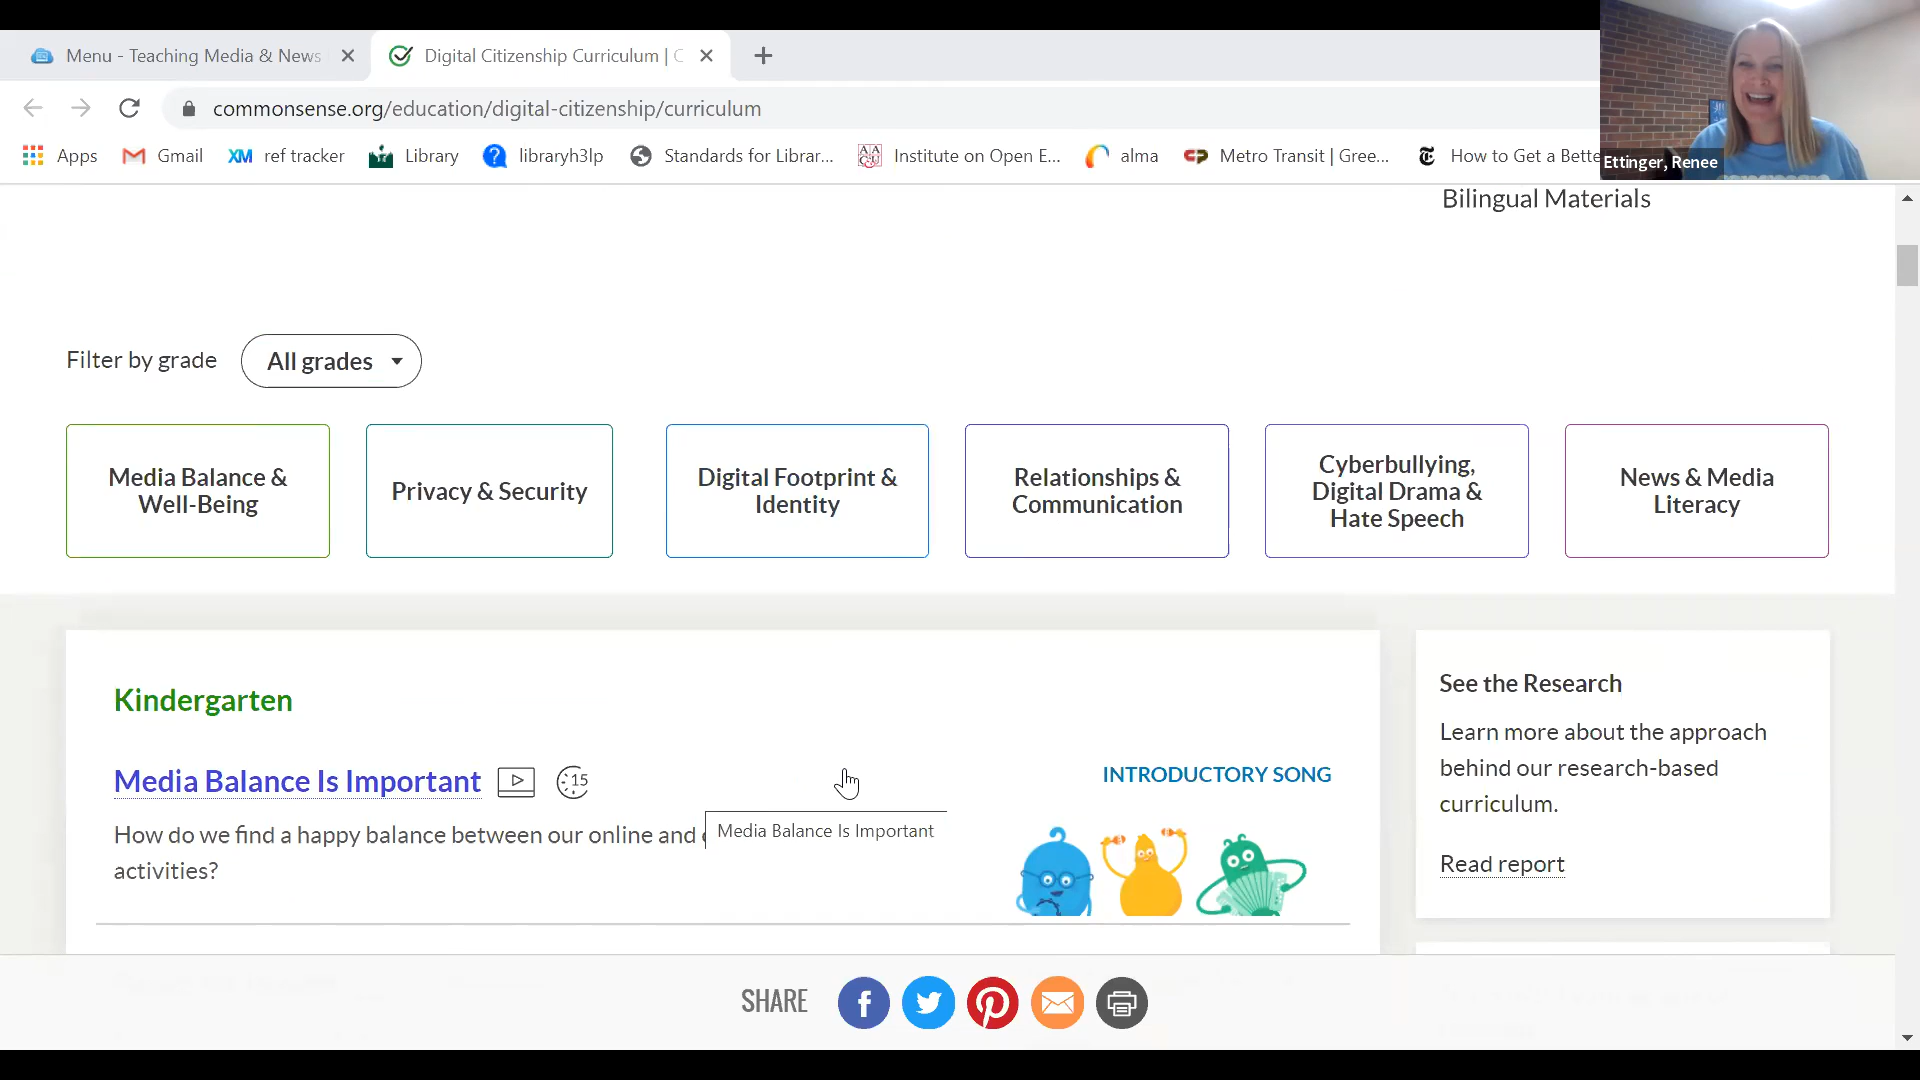 Menu - Teaching Media & News
Digital Citizenship Curriculum | C
commonsense.org/education/digital-citizenship/curriculum
Apps
Gmail
XM ref tracker
Library
? libraryh3lp
Standards for Librar...
Institute on Open E...
alma
Metro Transit | Gree...
How to Get a Bette
Ettinger, Renee
Bilingual Materials
Filter by grade
All grades
Media Balance &
Well-Being
Privacy & Security
Digital Footprint &
Identity
Relationships &
Communication
Cyberbullying,
Digital Drama &
Hate Speech
News & Media
Literacy
Kindergarten
Media Balance Is Important
15
How do we find a happy balance between our online and
activities?
Media Balance Is Important
INTRODUCTORY SONG
See the Research
Learn more about the approach
behind our research-based
curriculum.
Read report
SHARE